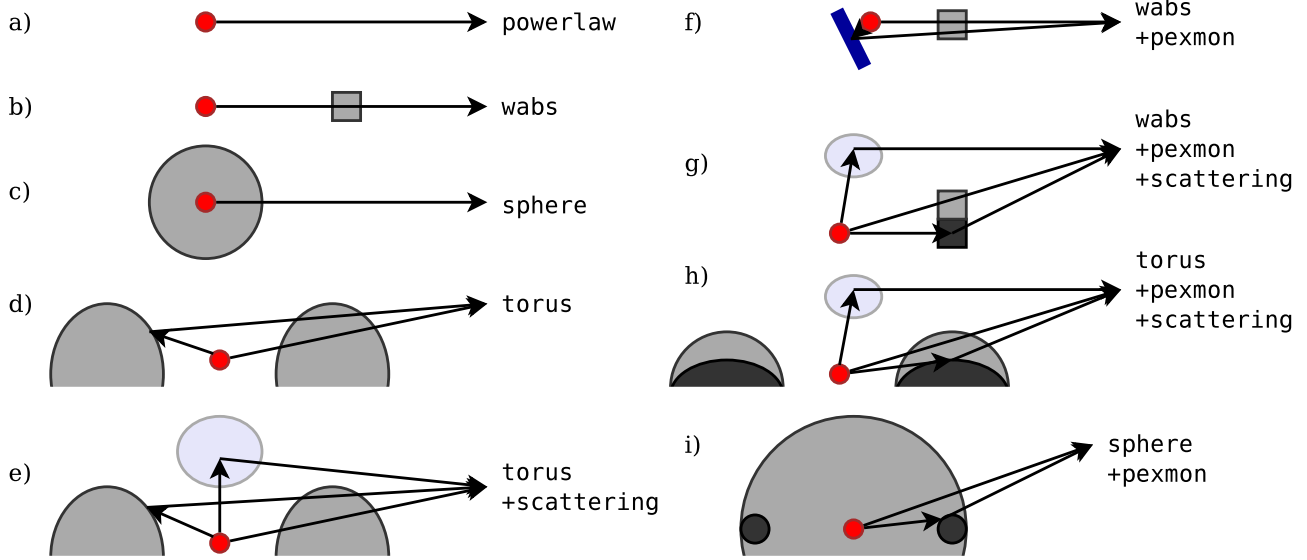 a)
powerlaw
b)
wabs
c)
sphere
d)
torus
e)
torus
+scattering
f)
wabs
+pexmon
g)
wabs
+pexmon
+scattering
h)
torus
+pexmon
+scattering
i)
sphere
+pexmon